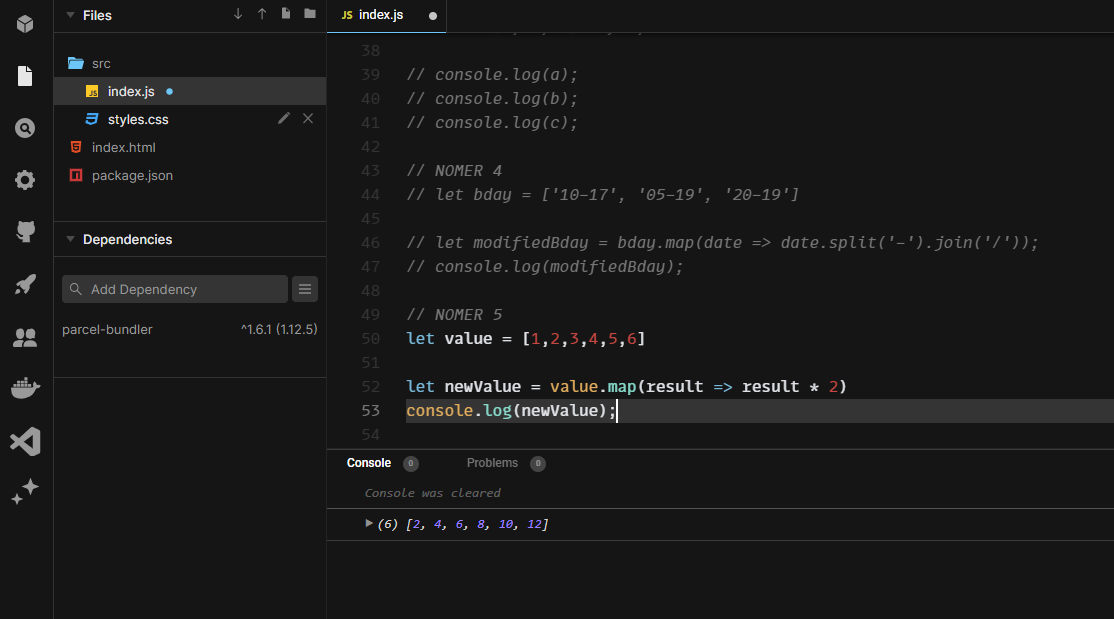 Files
src
index.js
styles.css
index.html
package.json
Dependencies
Add Dependency
parcel-bundler ^1.6.1 (1.12.5)
JS index.js
38
39 // console.log(a);
40 // console.log(b);
41 // console.log(c);
42
43 // NOMER 4
44 // let bday = ['10-17', '05-19', '20-19']
45
46 // let modifiedBday = bday.map(date => date.split('-').join('/'));
47 // console.log(modifiedBday);
48
49 // NOMER 5
50 let value = [1,2,3,4,5,6]
51
52 let newValue = value.map(result => result * 2)
53 console.log(newValue);
54
Console 0 Problems 0
Console was cleared
(6) [2, 4, 6, 8, 10, 12]